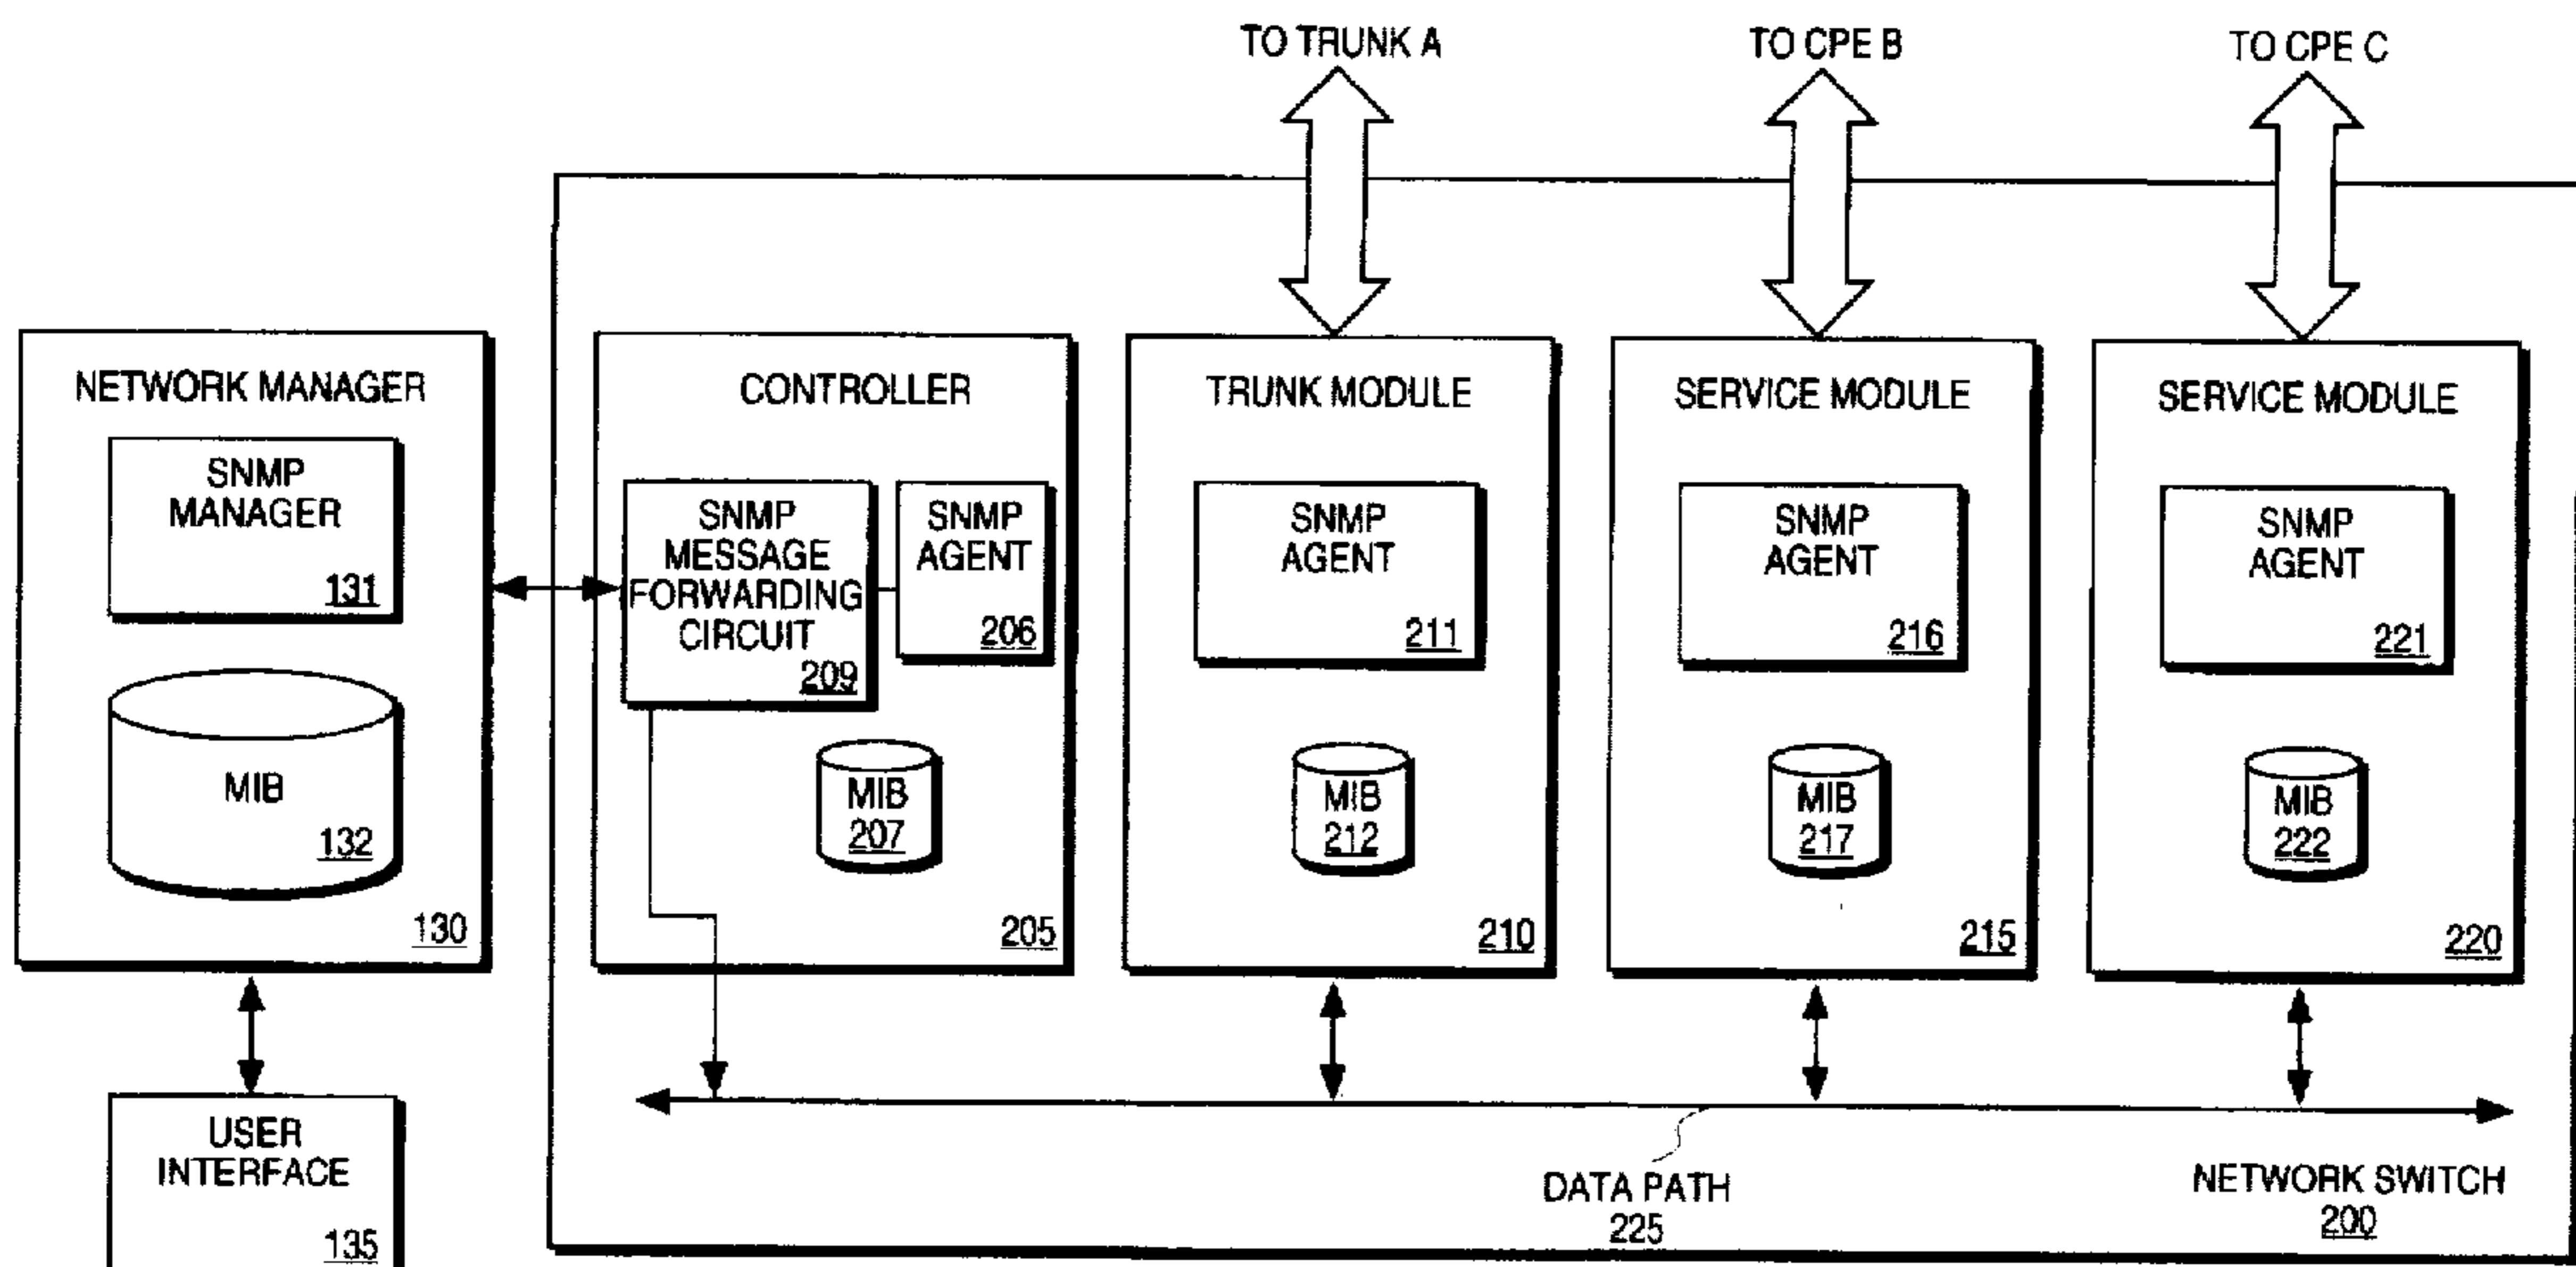 TO TRUNK A
TO CPE B
TO CPE C
NETWORK MANAGER
SNMP
MANAGER
131
MIB
132
130
USER
INTERFACE
135
CONTROLLER
SNMP
MESSAGE
FORWARDING
CIRCUIT
209
SNMP
AGENT
206
MIB
207
205
TRUNK MODULE
SNMP
AGENT
211
MIB
212
210
SERVICE MODULE
SNMP
AGENT
216
MIB
217
215
SERVICE MODULE
SNMP
AGENT
221
MIB
222
220
DATA PATH
225
NETWORK SWITCH
200